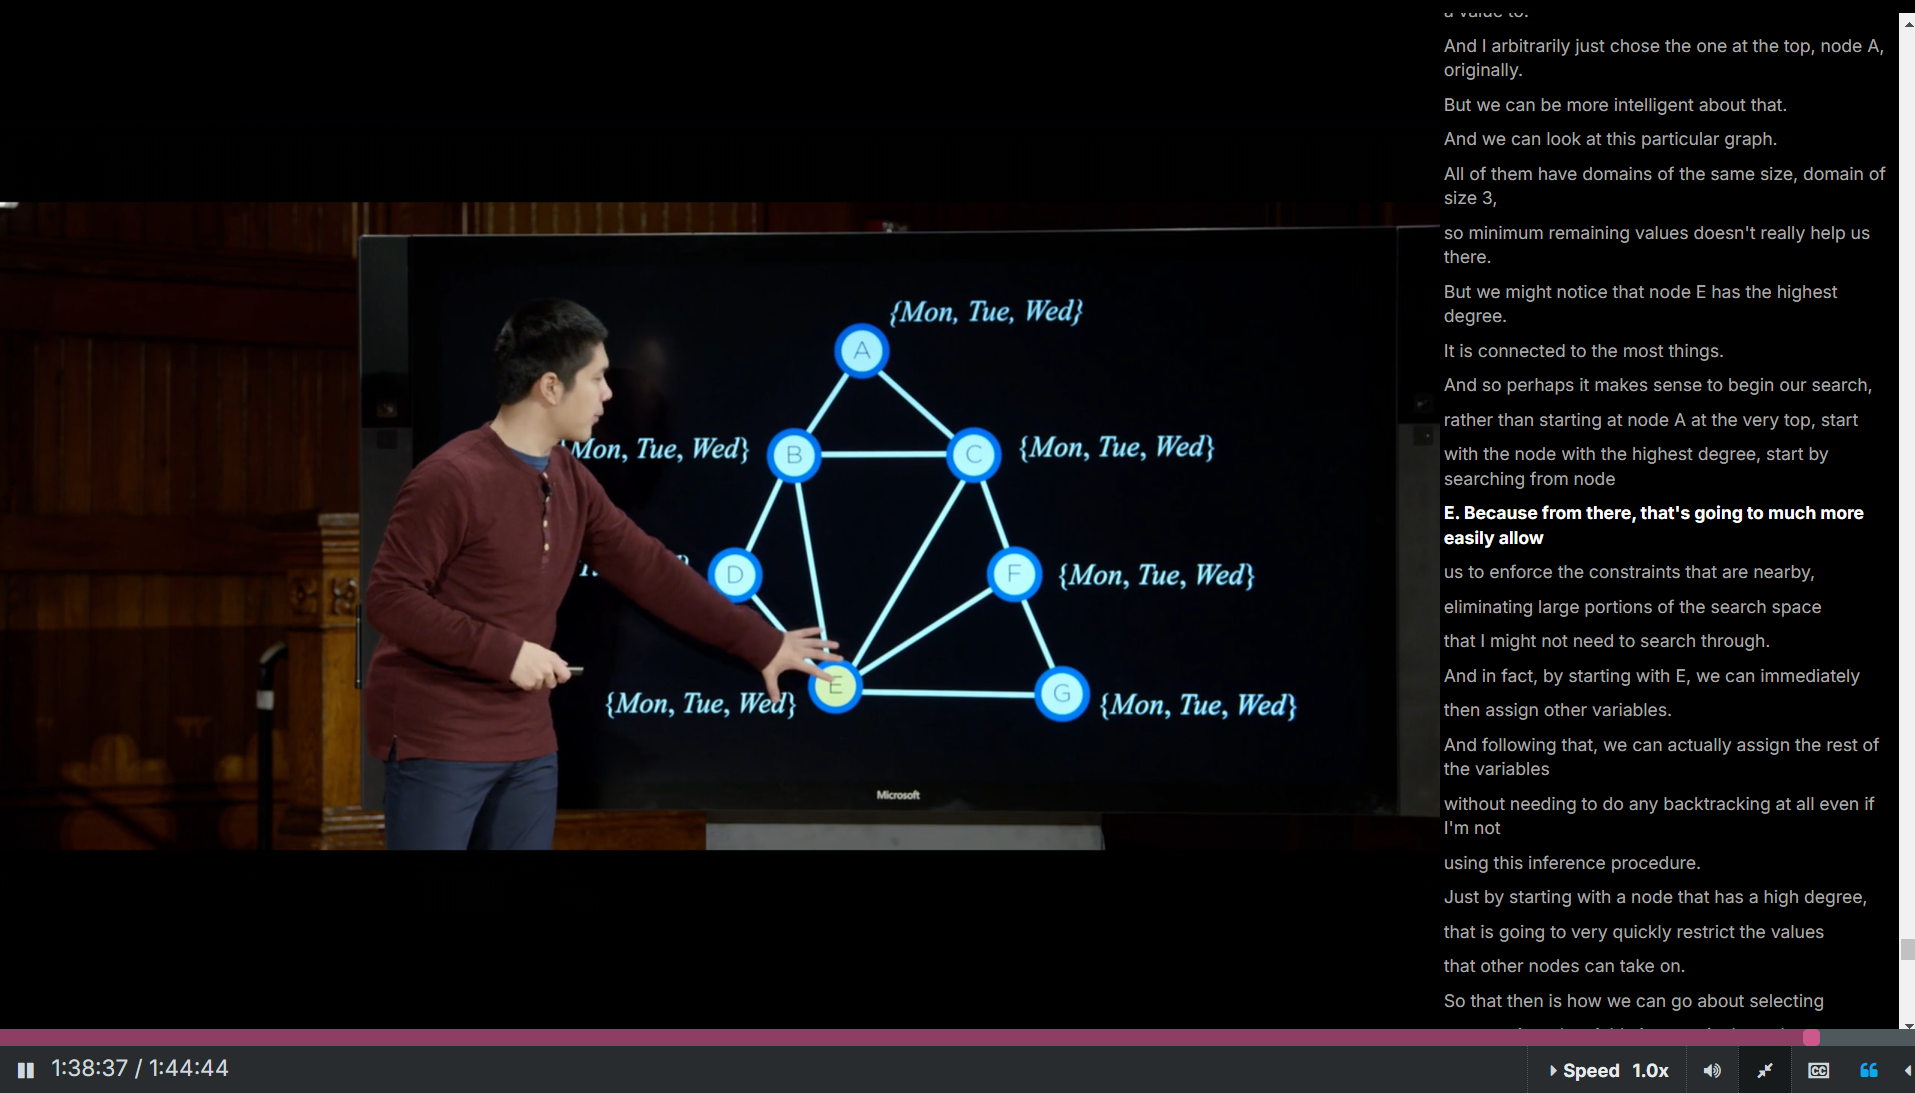 {Mon, Tue, Wed}
A
Mon, Tue, Wed}
B
C
{Mon, Tue, Wed}
D
F
{Mon, Tue, Wed}
{Mon, Tue, Wed}
E
G
{Mon, Tue, Wed}
Microsoft
a value to.
And I arbitrarily just chose the one at the top, node A,
originally.
But we can be more intelligent about that.
And we can look at this particular graph.
All of them have domains of the same size, domain of
size 3,
so minimum remaining values doesn't really help us
there.
But we might notice that node E has the highest
degree.
It is connected to the most things.
And so perhaps it makes sense to begin our search,
rather than starting at node A at the very top, start
with the node with the highest degree, start by
searching from node
E. Because from there, that's going to much more
easily allow
us to enforce the constraints that are nearby,
eliminating large portions of the search space
that I might not need to search through.
And in fact, by starting with E, we can immediately
then assign other variables.
And following that, we can actually assign the rest of
the variables
without needing to do any backtracking at all even if
I'm not
using this inference procedure.
Just by starting with a node that has a high degree,
that is going to very quickly restrict the values
that other nodes can take on.
So that then is how we can go about selecting
1:38:37 / 1:44:44
Speed 1.0x
CC